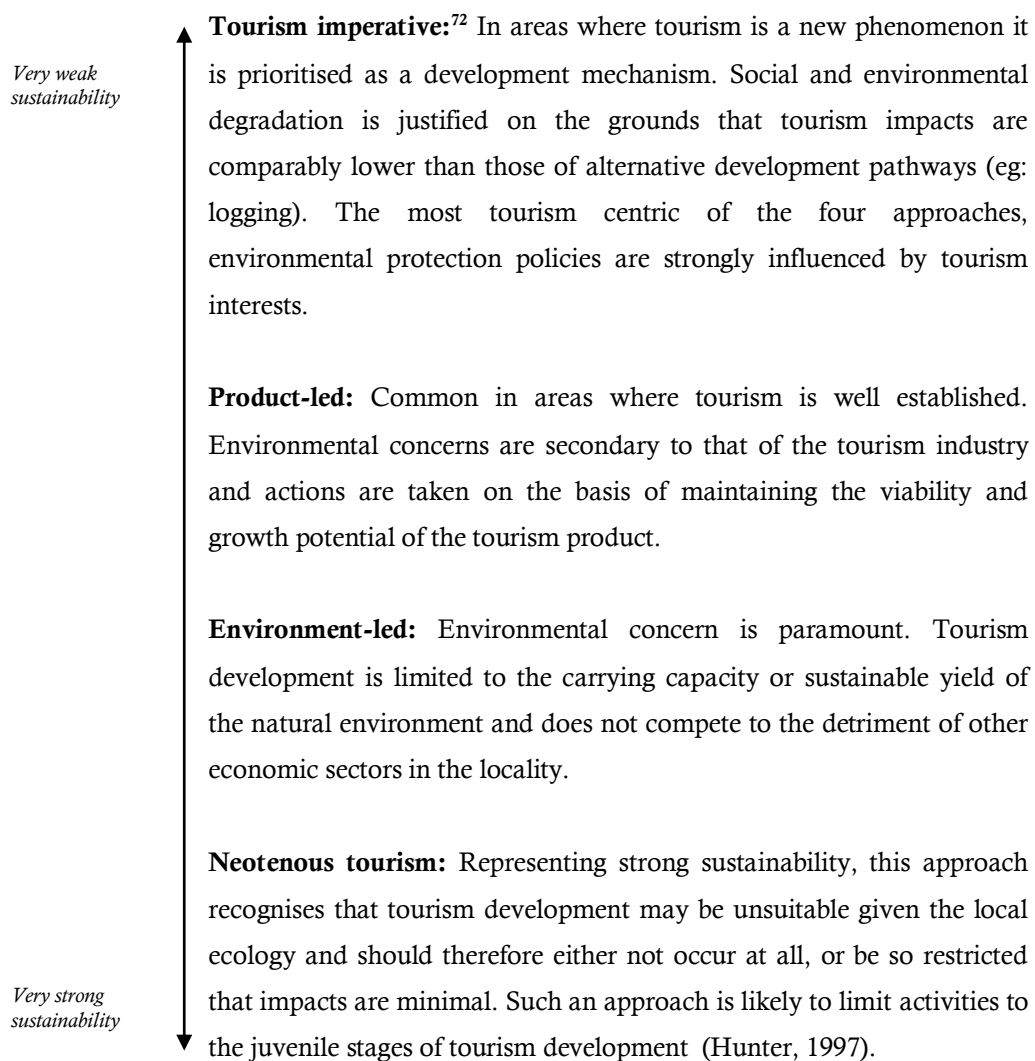 Tourism imperative:72 In areas where tourism is a new phenomenon it
Very weak
sustainability
is prioritised as a development mechanism. Social and environmental
degradation is justified on the grounds that tourism impacts are
comparably lower than those of alternative development pathways (eg:
logging). The most tourism centric of the four approaches,
environmental protection policies are strongly influenced by tourism
interests.
Product-led: Common in areas where tourism is well established.
Environmental concerns are secondary to that of the tourism industry
and actions are taken on the basis of maintaining the viability and
growth potential of the tourism product.
Environment-led: Environmental concern is paramount. Tourism
development is limited to the carrying capacity or sustainable yield of
the natural environment and does not compete to the detriment of other
economic sectors in the locality.
Neotenous tourism: Representing strong sustainability, this approach
recognises that tourism development may be unsuitable given the local
ecology and should therefore either not occur at all, or be so restricted
Very strong
sustainability
that impacts are minimal. Such an approach is likely to limit activities to
the juvenile stages of tourism development (Hunter, 1997).